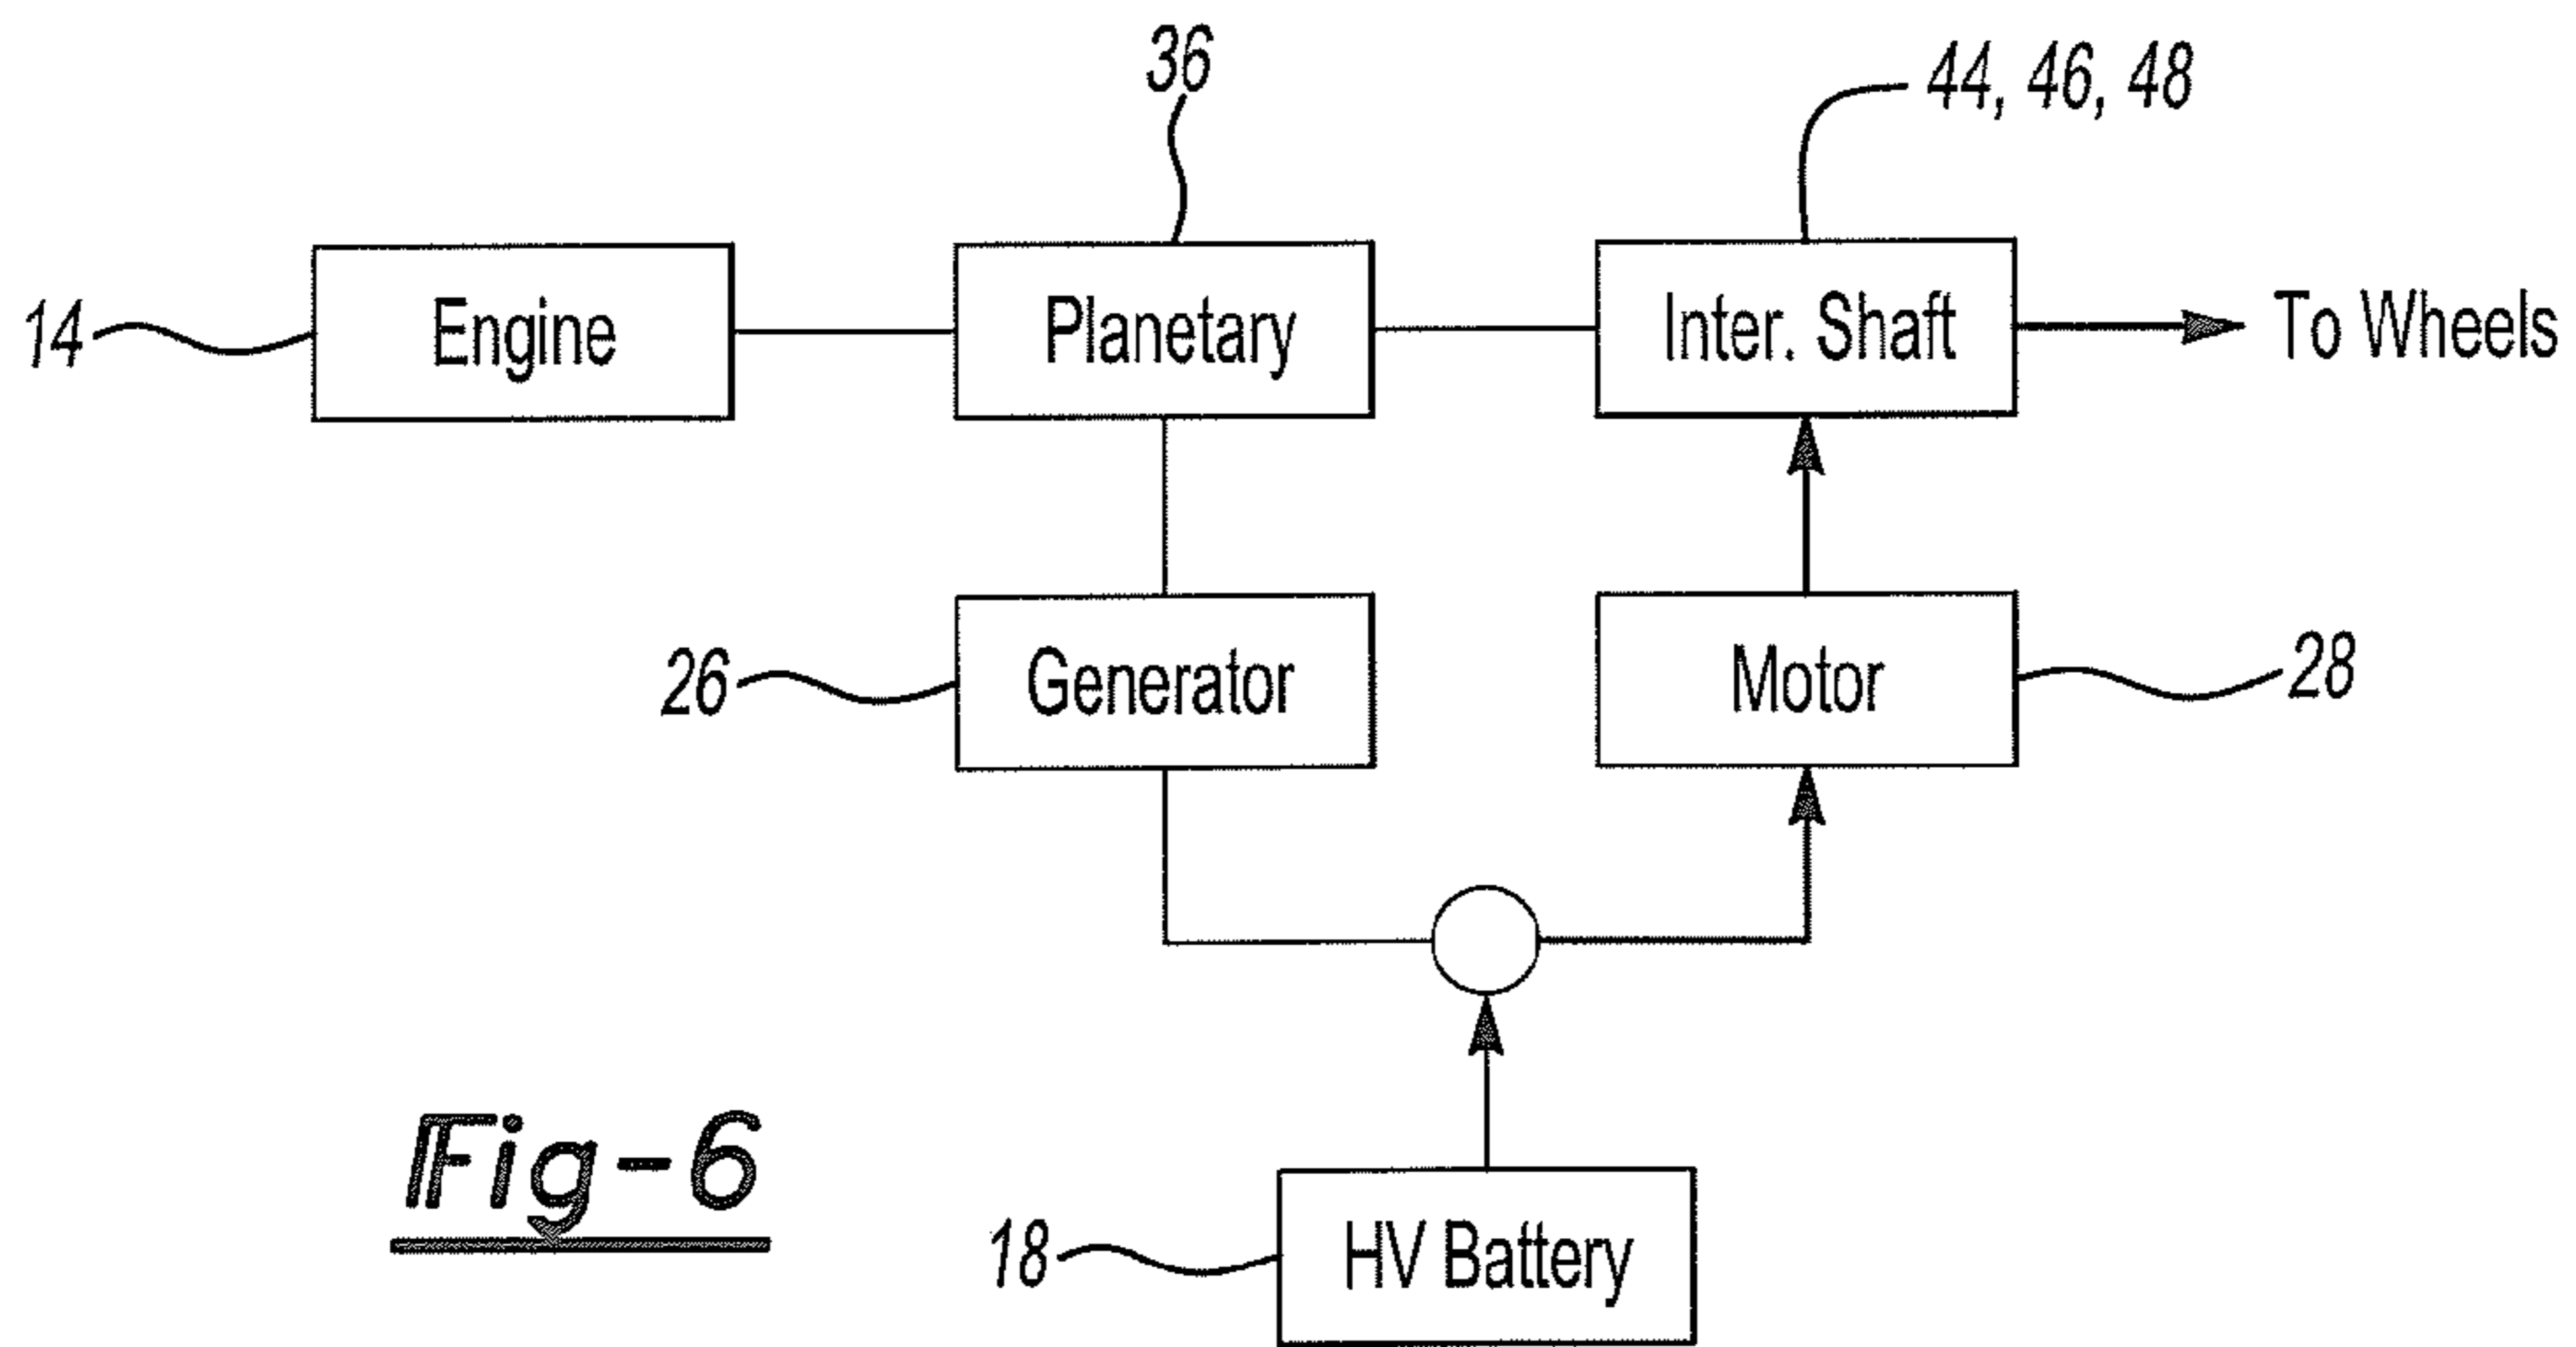 36
44, 46, 48
14
Engine
Planetary
Inter. Shaft
To Wheels
26
Generator
Motor
28
Fig-6
18
HV Battery